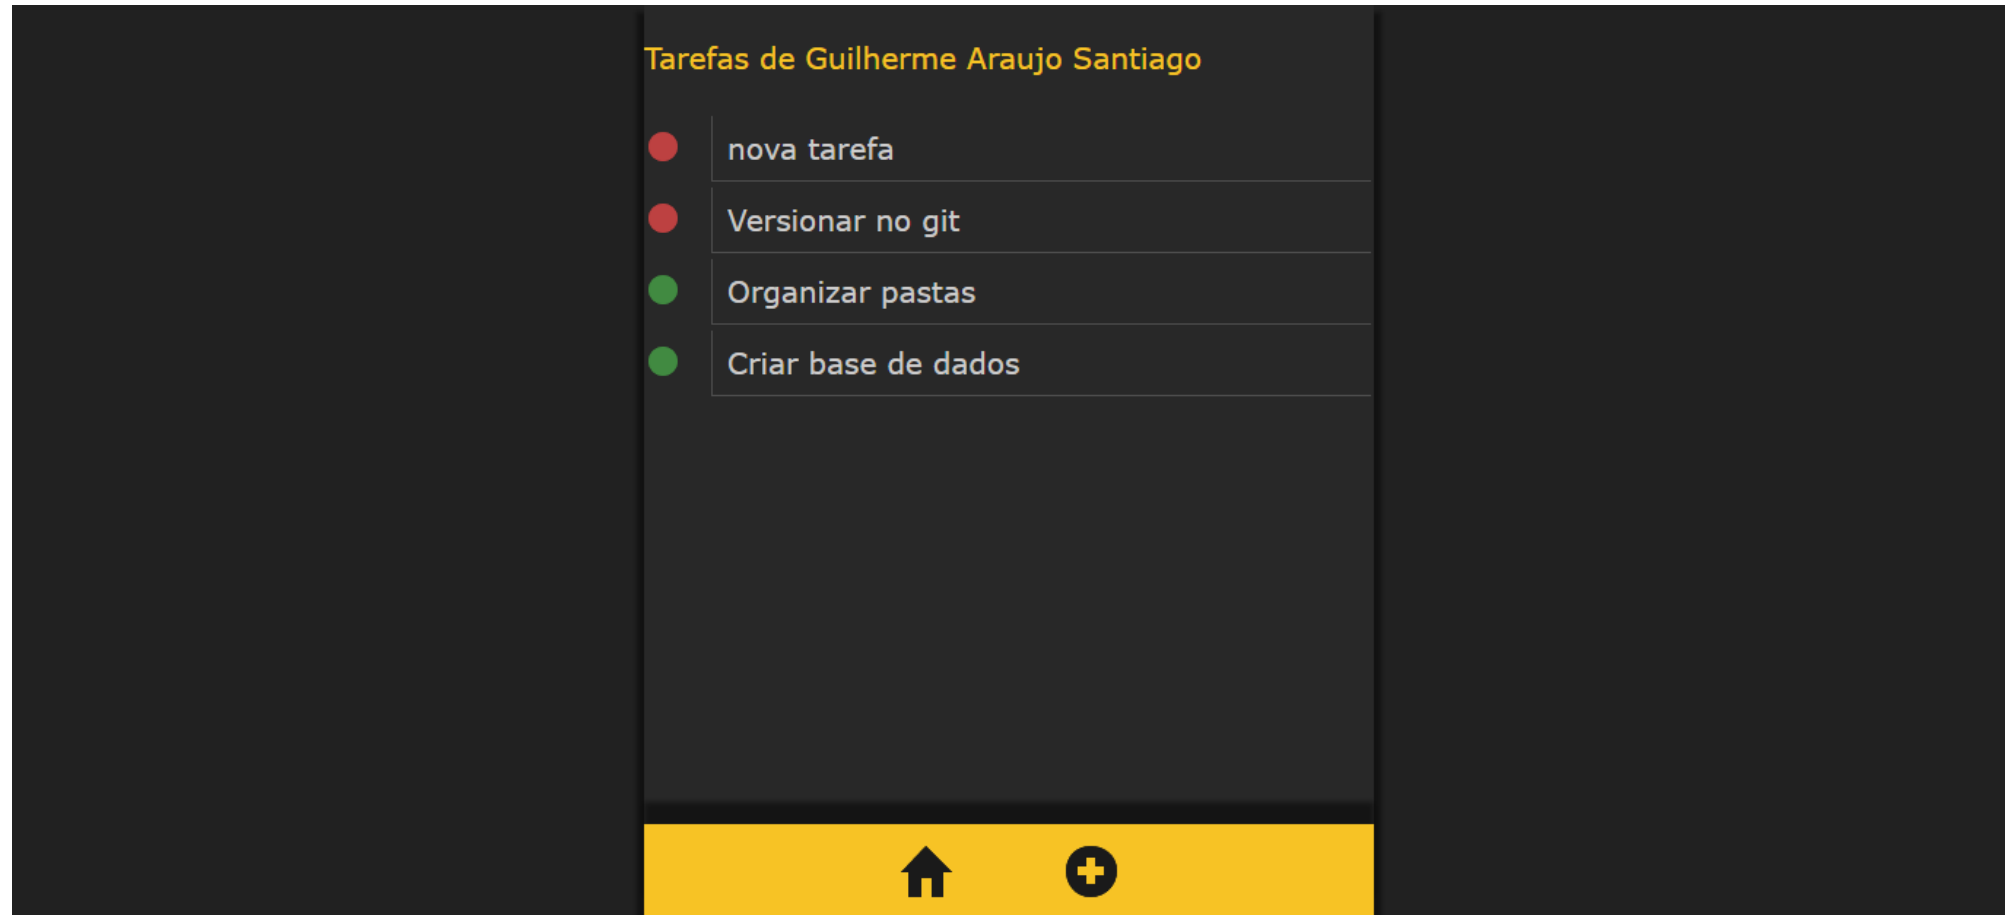 Tarefas de Guilherme Araujo Santiago
nova tarefa
Versionar no git
Organizar pastas
Criar base de dados